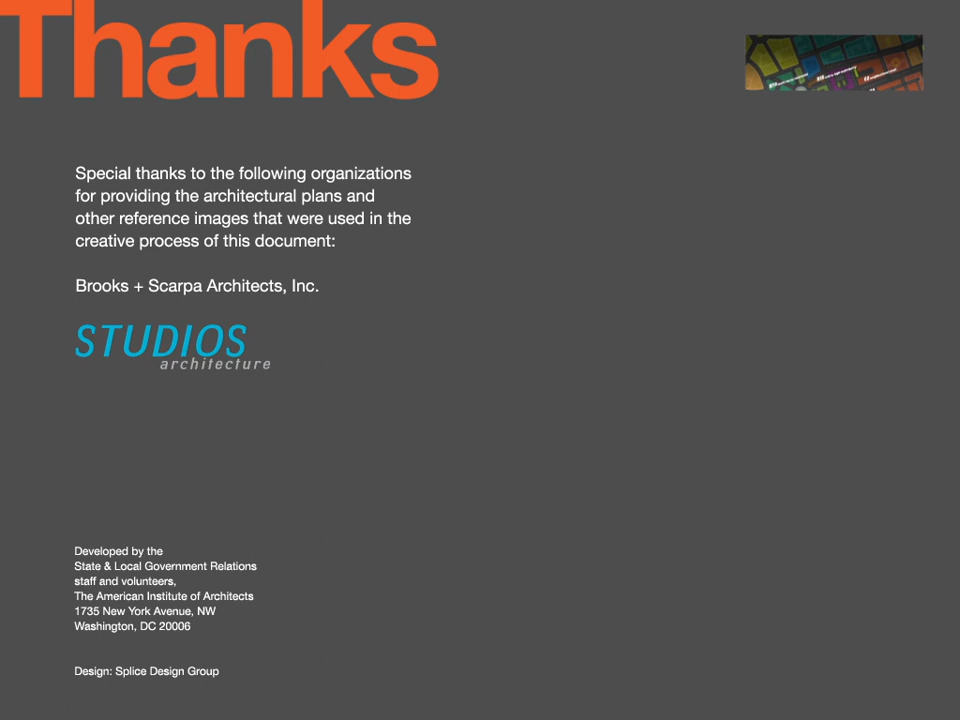 Thanks
Special thanks to the following organizations
for providing the architectural plans and
other reference images that were used in the
creative process of this document:
Brooks + Scarpa Architects, Inc.
STUDIOS
architecture
Developed by the
State & Local Government Relations
staff and volunteers,
The American Institute of Architects
1735 New York Avenue, NW
Washington, DC 20006
Design: Splice Design Group